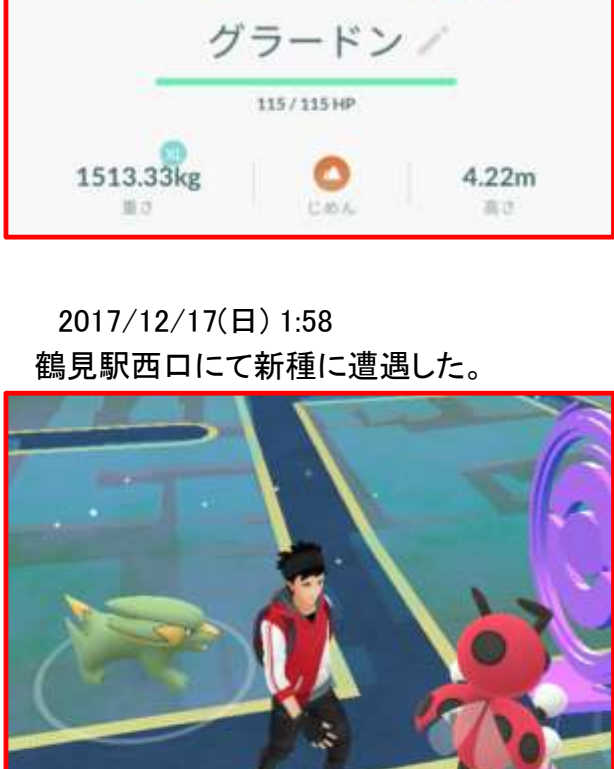 グラードン
115 / 115 HP
XL
1513.33kg
4.22m
重さ
じめん
高さ
2017/12/17(日) 1:58
鶴見駅西口にて新種に遭遇した。